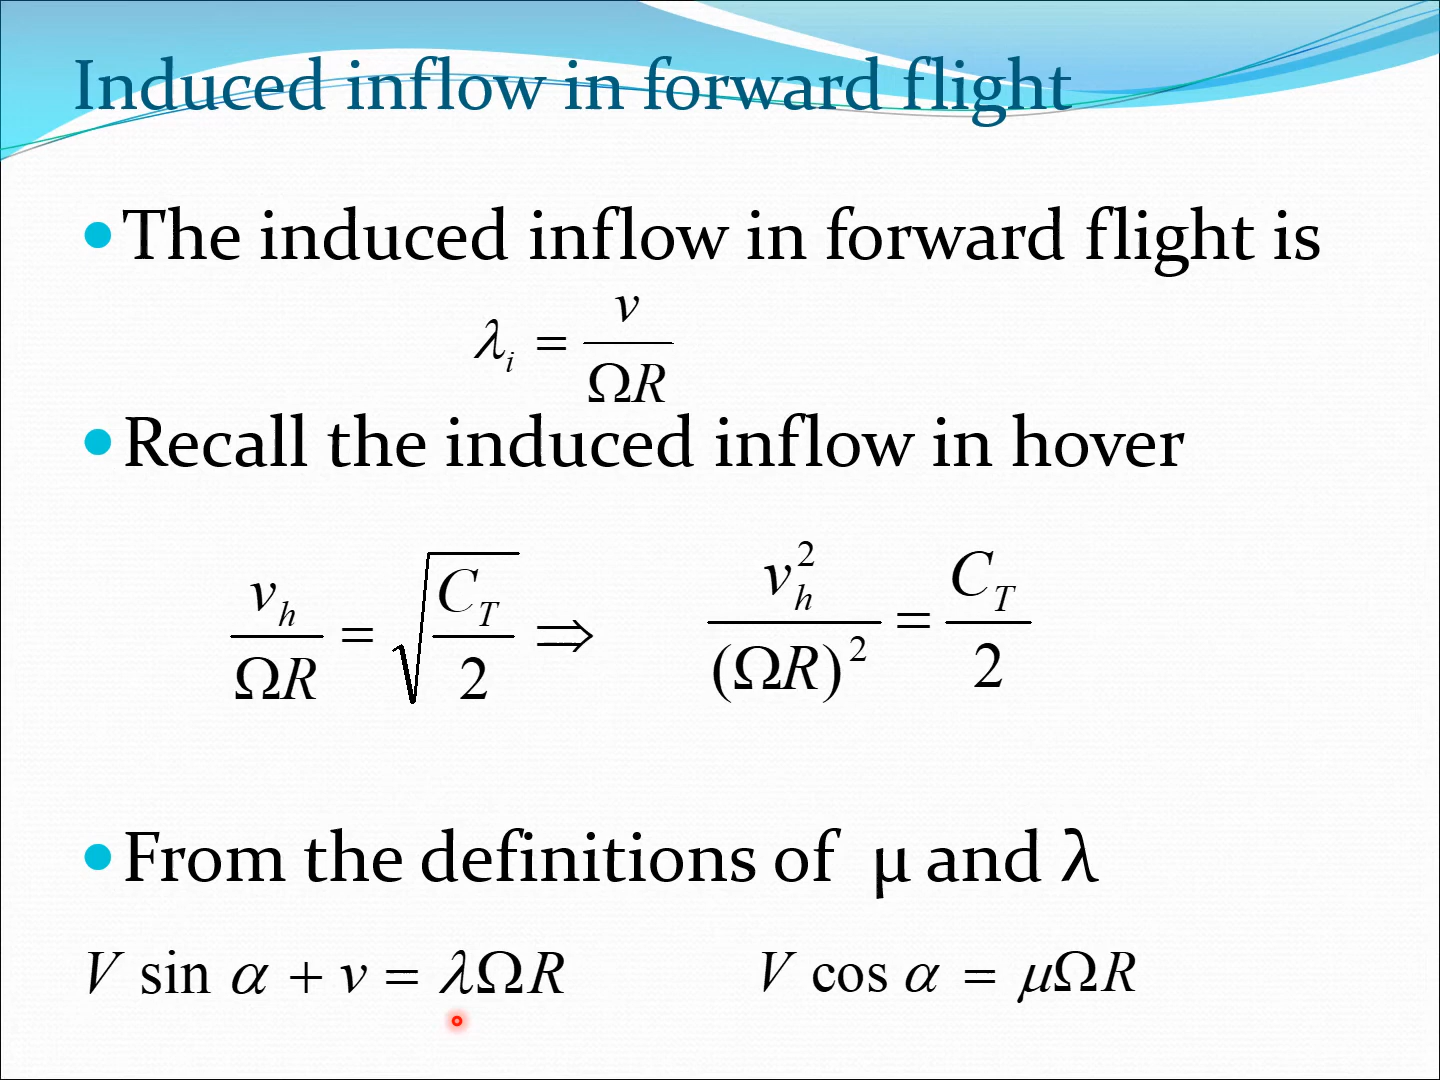 Induced inflow in forward flight
• The induced inflow in forward flight is
λ_i = v / ΩR
• Recall the induced inflow in hover
v_h / ΩR = √(C_T / 2) ⇒ v_h^2 / (ΩR)^2 = C_T / 2
• From the definitions of μ and λ
V sin α + v = λΩR V cos α = μΩR